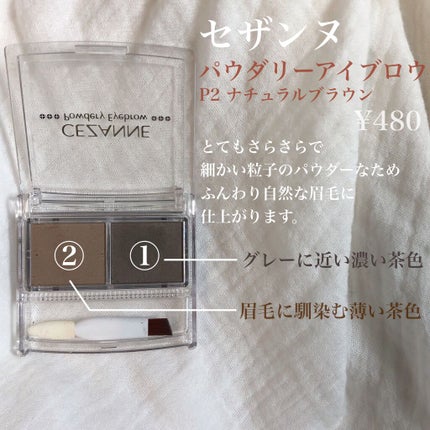 セザンヌ
パウダリーアイブロウ
P2 ナチュラルブラウン
¥480
とてもさらさらで
細かい粒子のパウダーなため
ふんわり自然な眉毛に
仕上がります。
CEZANNE
Powdery Eyebrow
② ①
グレーに近い濃い茶色
眉毛に馴染む薄い茶色